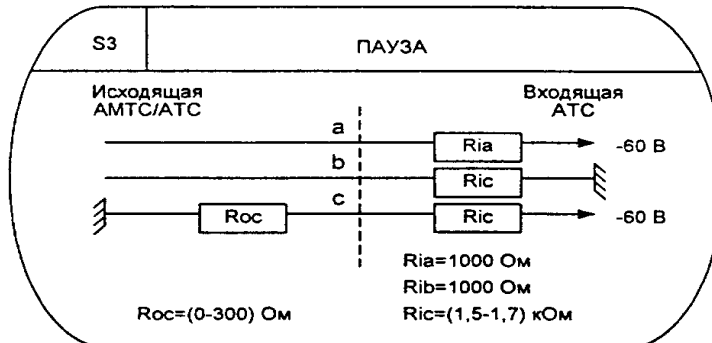 S3 ПАУЗА
Исходящая
АМТС/АТС
Входящая
АТС
a
Ria
-60 В
b
Ric
c
Roc
Ric
-60 В
Ria=1000 Ом
Rib=1000 Ом
Roc=(0-300) Ом
Ric=(1,5-1,7) кОм